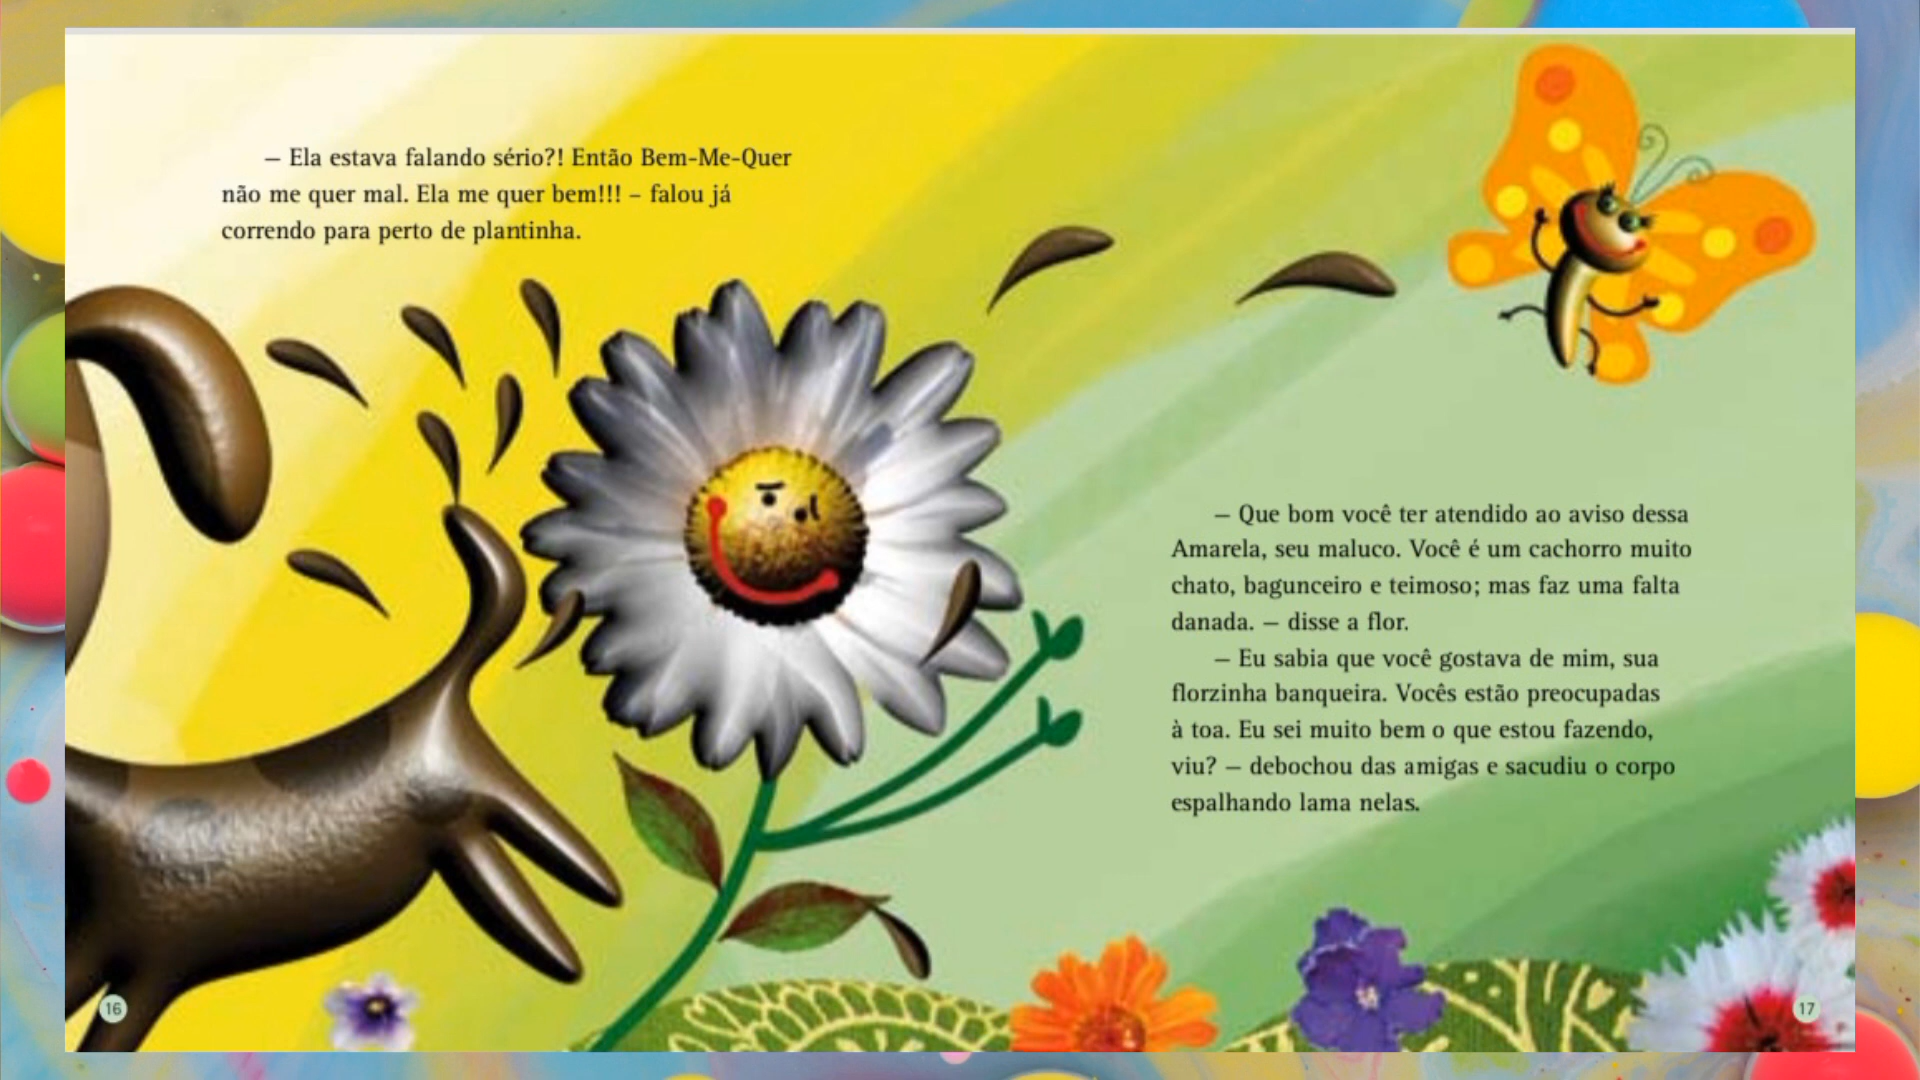 — Ela estava falando sério?! Então Bem-Me-Quer
não me quer mal. Ela me quer bem!!! – falou já
correndo para perto de plantinha.
— Que bom você ter atendido ao aviso dessa
Amarela, seu maluco. Você é um cachorro muito
chato, bagunceiro e teimoso; mas faz uma falta
danada. — disse a flor.
— Eu sabia que você gostava de mim, sua
florzinha banqueira. Vocês estão preocupadas
à toa. Eu sei muito bem o que estou fazendo,
viu? — debochou das amigas e sacudiu o corpo
espalhando lama nelas.
16
17